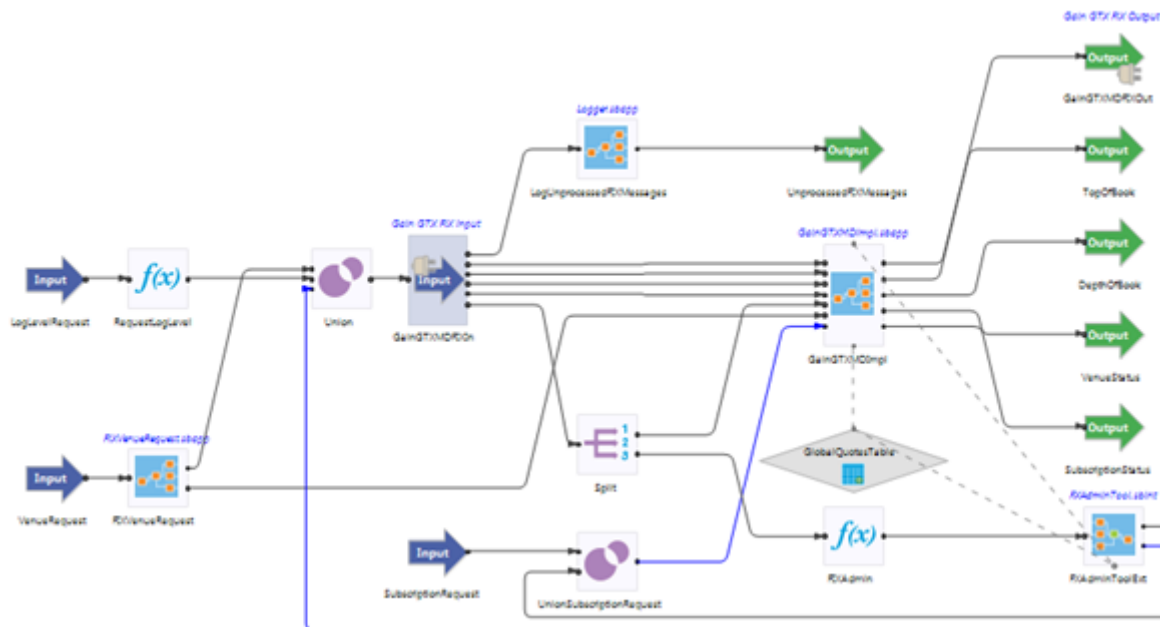 Gain GTX RX Output
Output
GainGTXMDRXOut
Logger.sbapp
LogUnprocessedRXMessages
Output
UnprocessedRXMessages
Output
TopOfBook
Gain GTX RX Input
Input
GainGTXMDRXIn
GainGTXMDImpl.sbapp
GainGTXMDImpl
Output
DepthOfBook
Input
LogLevelRequest
f(x)
RequestLogLevel
Union
Output
VenueStatus
RXVenueRequest.sbapp
Input
VenueRequest
RXVenueRequest
1
2
3
Split
GlobalQuotesTable
Output
SubscriptionStatus
Input
SubscriptionRequest
UnionSubscriptionRequest
f(x)
RXAdmin
RXAdminTool.sbint
RXAdminToolExt